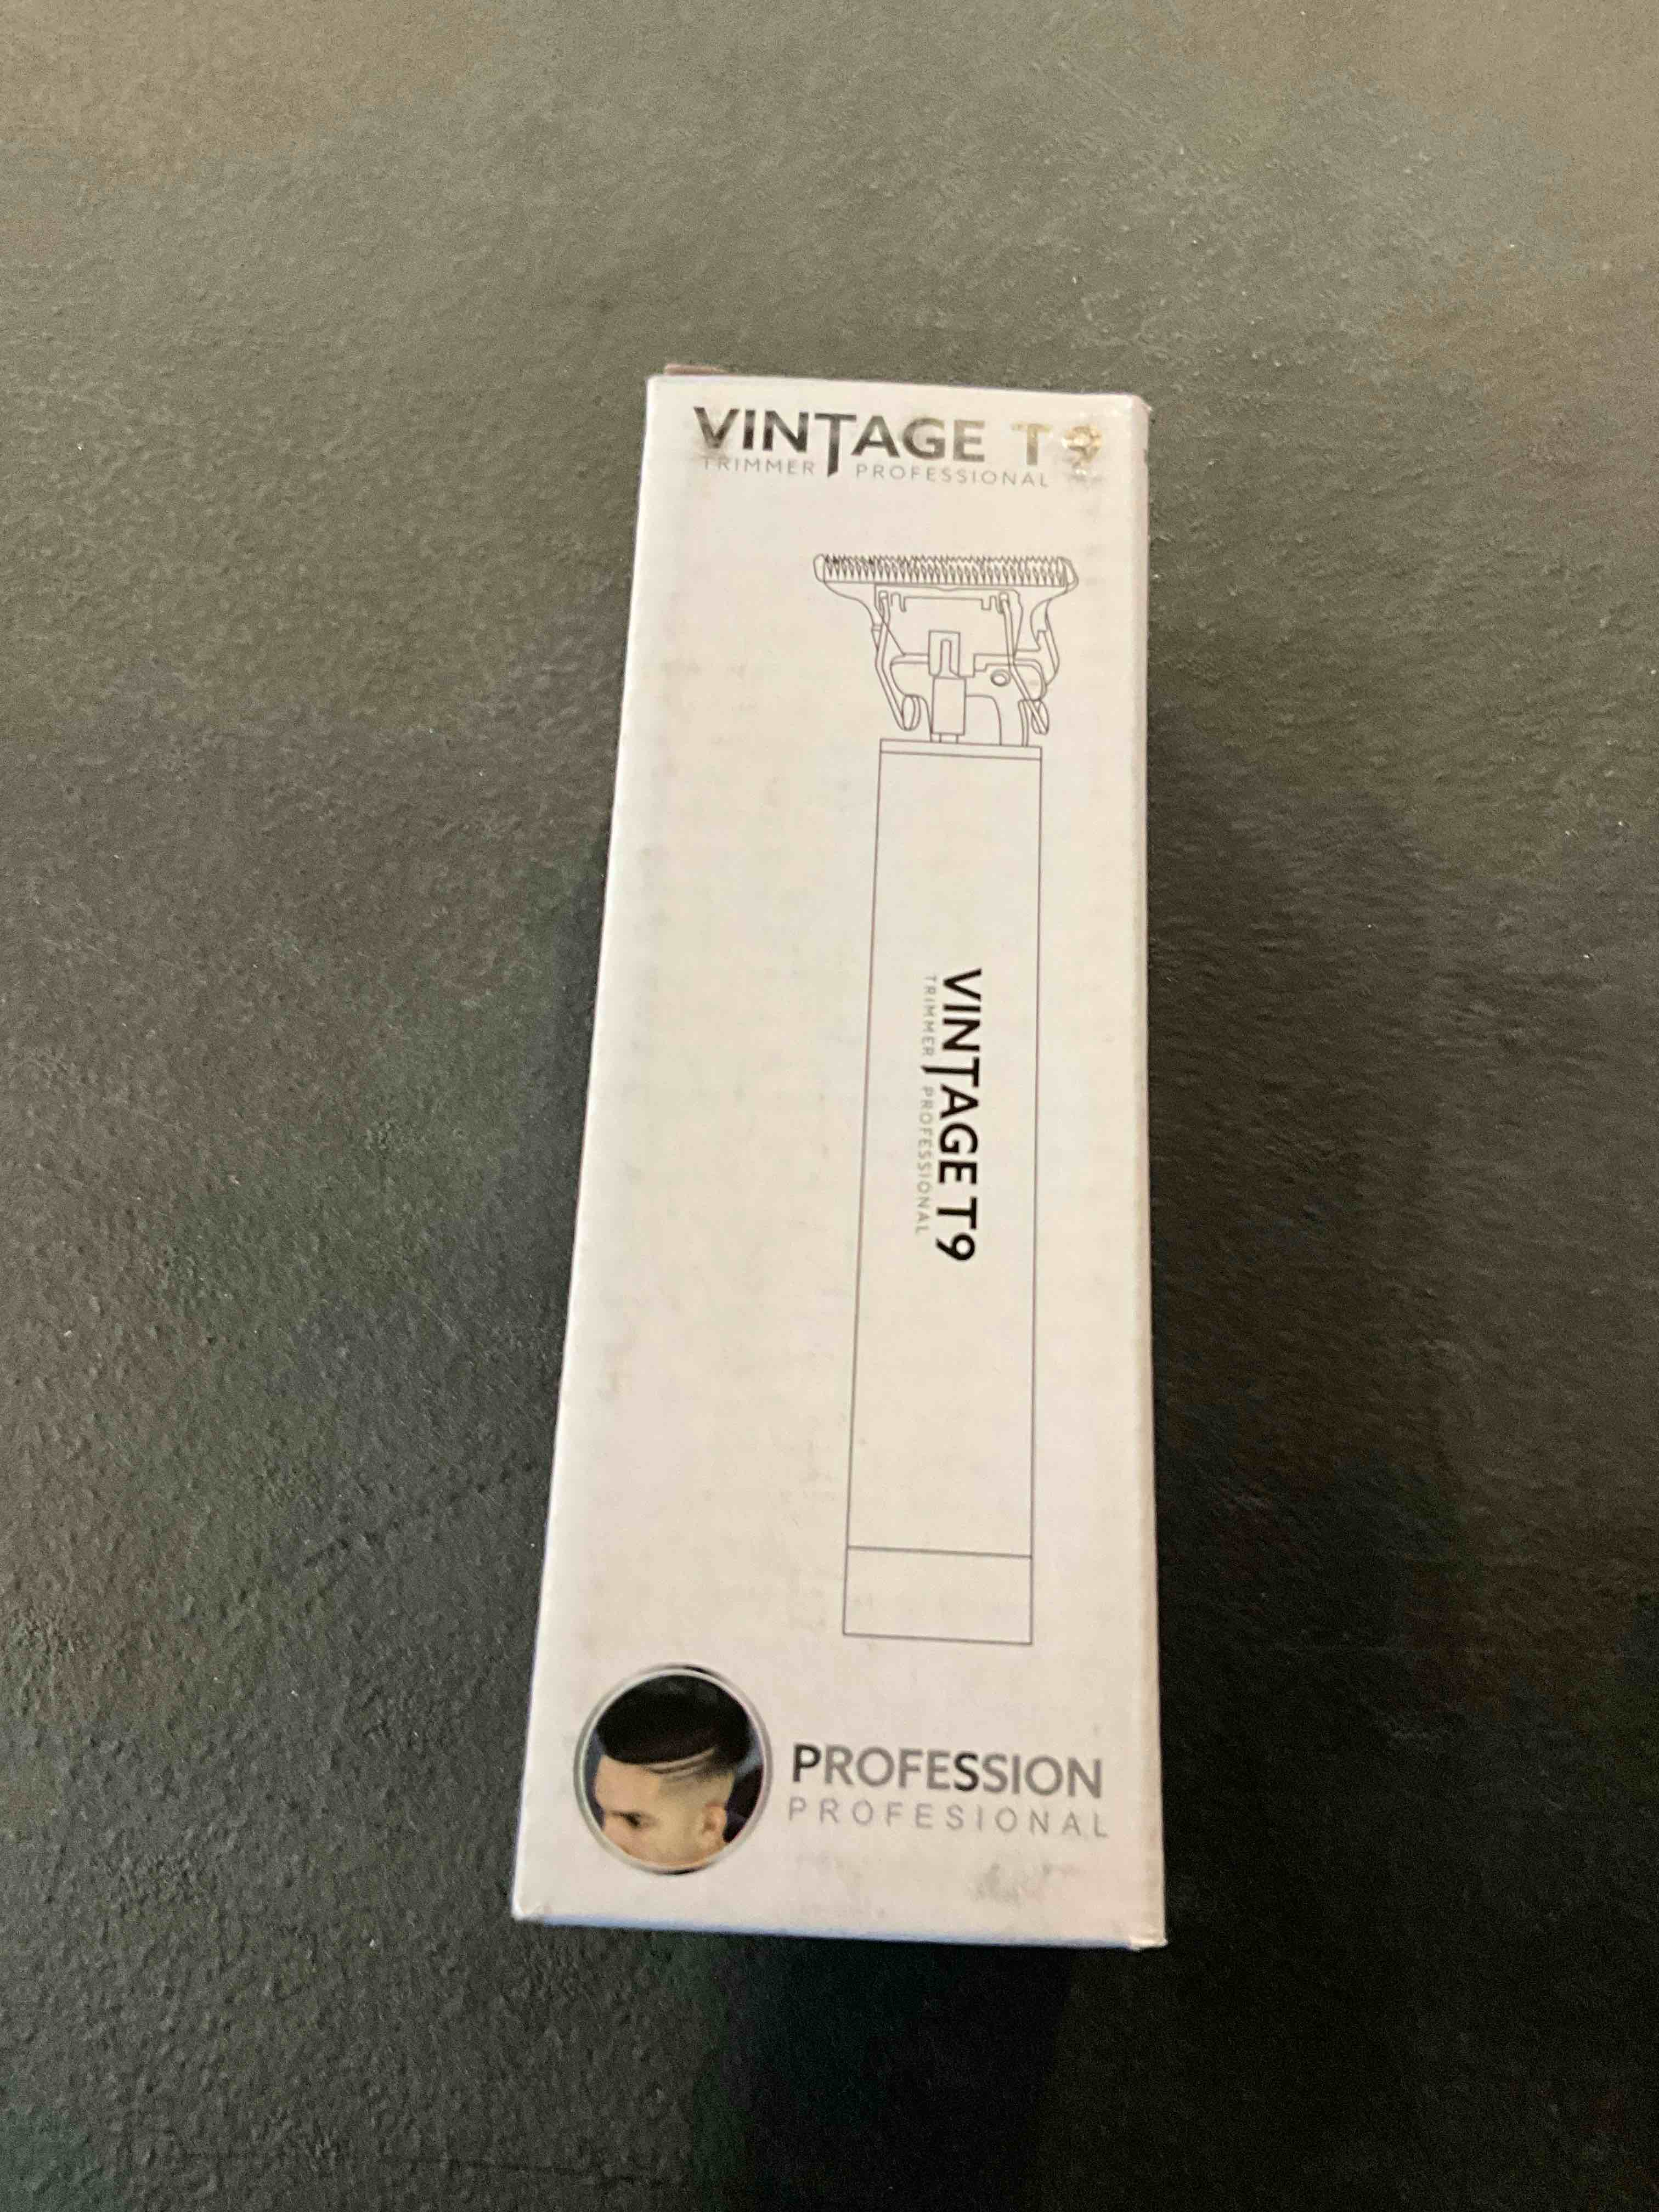 VINTAGE T9
TRIMMER PROFESSIONAL
VINTAGE T9
TRIMMER PROFESSIONAL
PROFESSION
PROFESIONAL